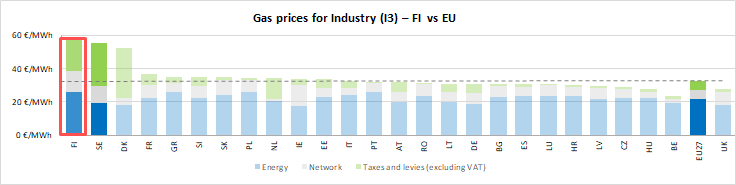 Gas prices for Industry (I3) – FI vs EU
60 €/MWh
40 €/MWh
20 €/MWh
0 €/MWh
FI SE DK FR GR SI SK PL NL IE EE IT PT AT RO LT DE BG ES LU HR LV CZ HU BE EU27 UK
Energy Network Taxes and levies (excluding VAT)